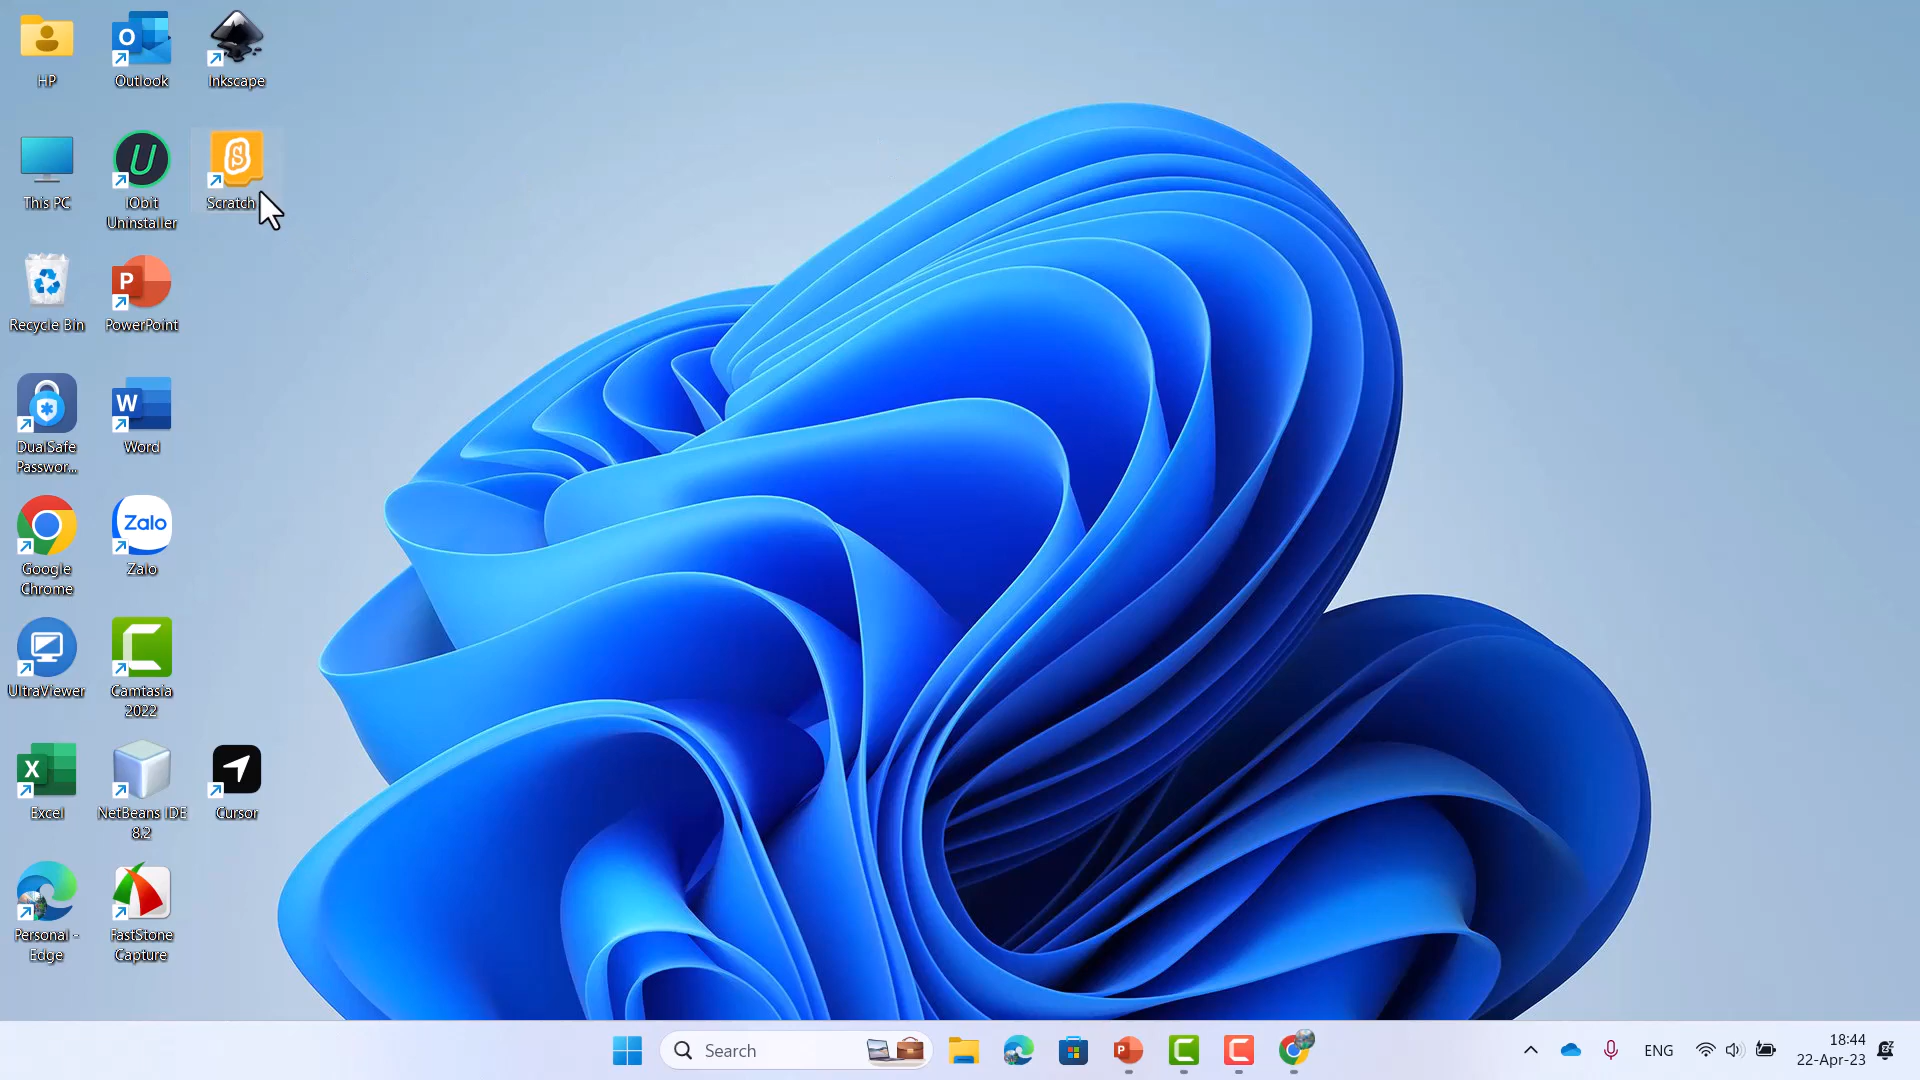 HP
Outlook
Inkscape
This PC
IObit
Uninstaller
Scratch
Recycle Bin
PowerPoint
DualSafe
Passwor...
Word
Google
Chrome
Zalo
Zalo
UltraViewer
Camtasia
2022
Excel
NetBeans IDE
8.2
Cursor
Personal -
Edge
FastStone
Capture
Search
ENG
18:44
22-Apr-23